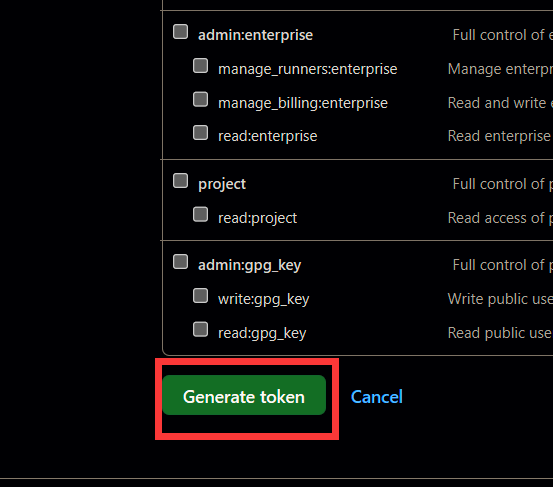 admin:enterprise Full control of
manage_runners:enterprise Manage enterpr
manage_billing:enterprise Read and write
read:enterprise Read enterprise
project Full control of
read:project Read access of
admin:gpg_key Full control of
write:gpg_key Write public use
read:gpg_key Read public use
Generate token Cancel